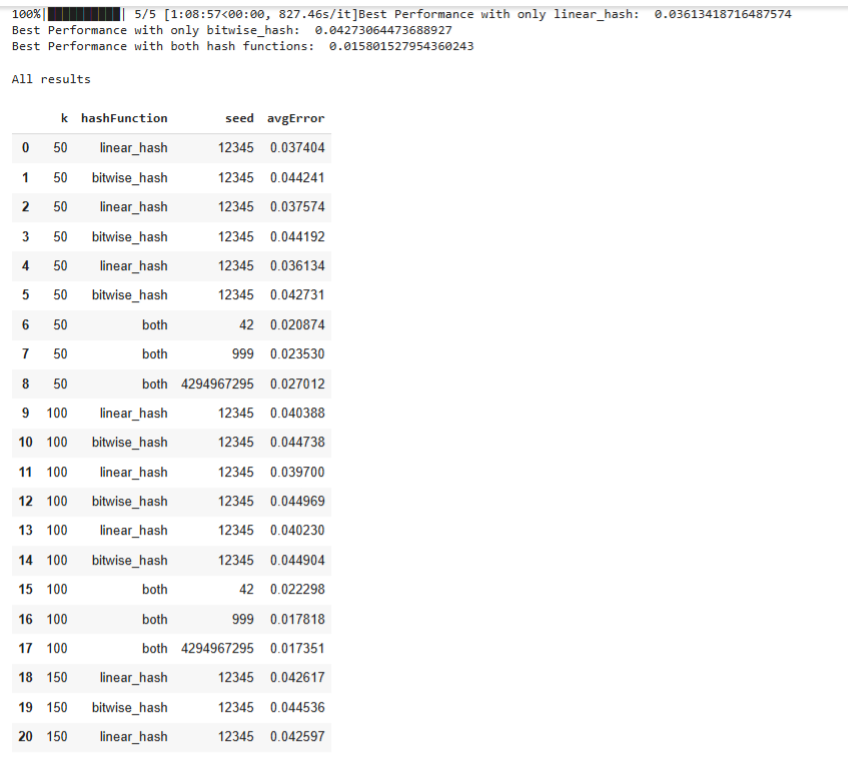 100%|██████████| 5/5 [1:08:57<00:00, 827.46s/it]Best Performance with only linear_hash:  0.03613418716487574
Best Performance with only bitwise_hash:  0.04273064473688927
Best Performance with both hash functions:  0.015801527954360243
All results
k hashFunction seed avgError
0 50 linear_hash 12345 0.037404
1 50 bitwise_hash 12345 0.044241
2 50 linear_hash 12345 0.037574
3 50 bitwise_hash 12345 0.044192
4 50 linear_hash 12345 0.036134
5 50 bitwise_hash 12345 0.042731
6 50 both 42 0.020874
7 50 both 999 0.023530
8 50 both 4294967295 0.027012
9 100 linear_hash 12345 0.040388
10 100 bitwise_hash 12345 0.044738
11 100 linear_hash 12345 0.039700
12 100 bitwise_hash 12345 0.044969
13 100 linear_hash 12345 0.040230
14 100 bitwise_hash 12345 0.044904
15 100 both 42 0.022298
16 100 both 999 0.017818
17 100 both 4294967295 0.017351
18 150 linear_hash 12345 0.042617
19 150 bitwise_hash 12345 0.044536
20 150 linear_hash 12345 0.042597